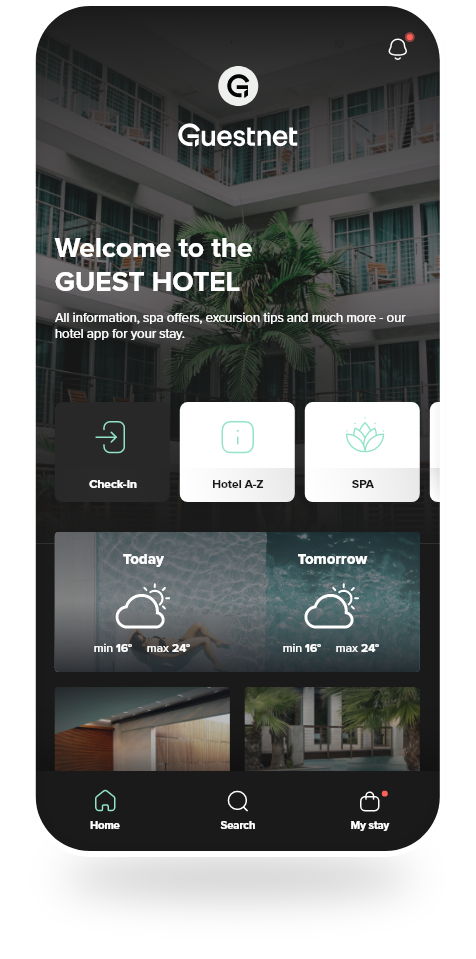 Guestnet
Welcome to the
GUEST HOTEL
All information, spa offers, excursion tips and much more - our
hotel app for your stay.
Check-In
Hotel A-Z
SPA
Today
Tomorrow
min 16° max 24°
min 16° max 24°
Home
Search
My stay